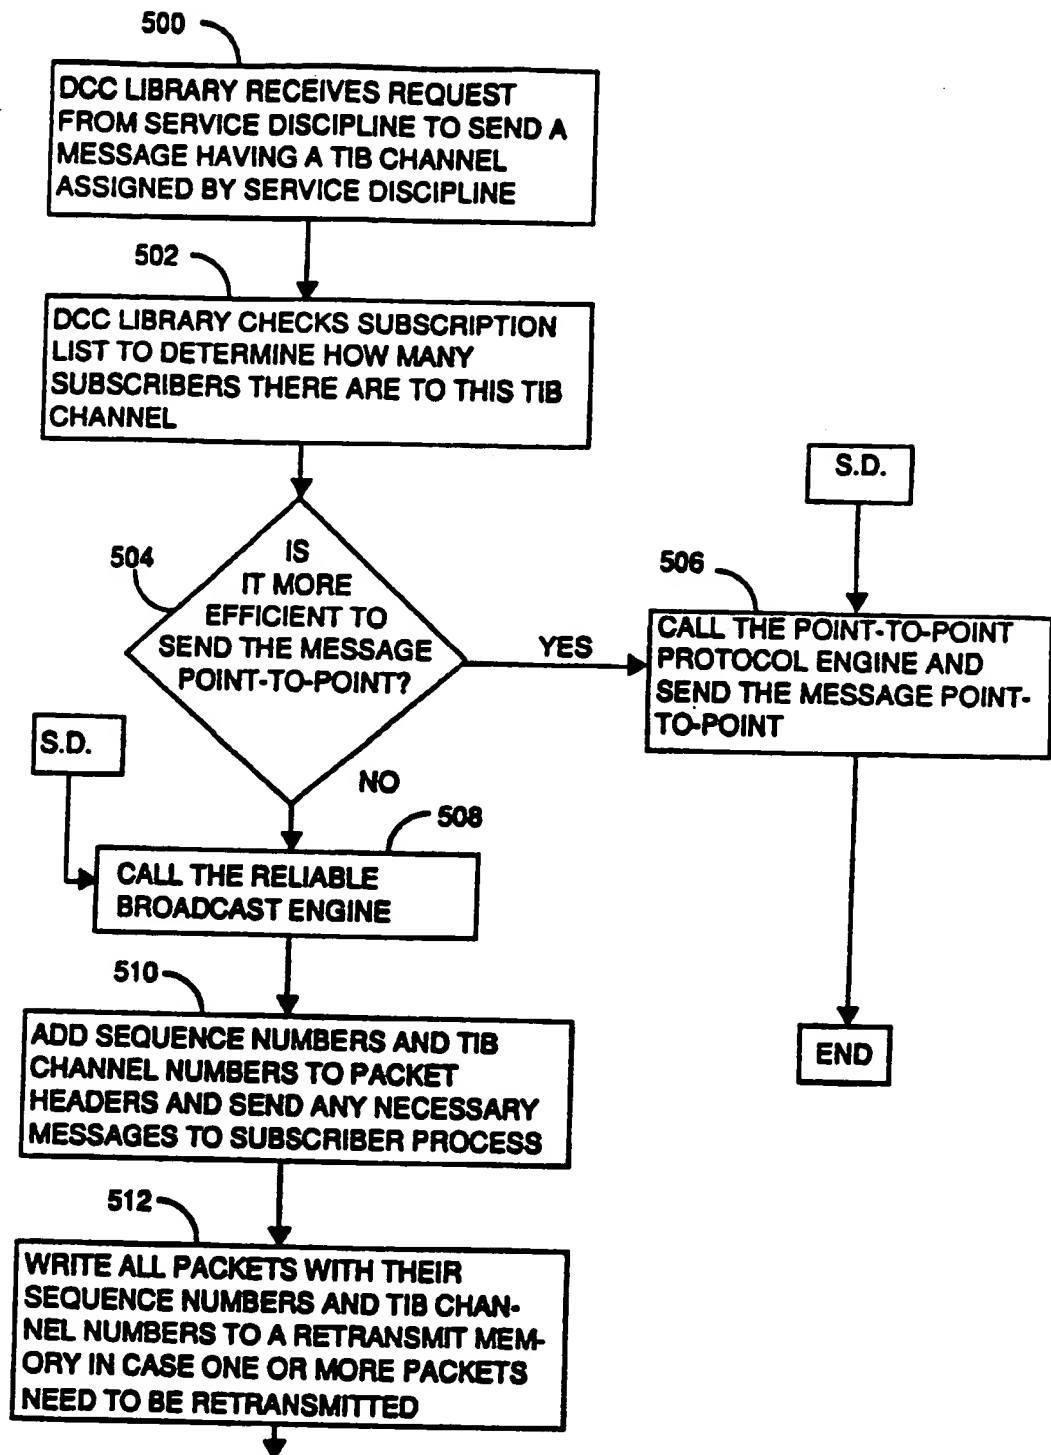 500
DCC LIBRARY RECEIVES REQUEST
FROM SERVICE DISCIPLINE TO SEND A
MESSAGE HAVING A TIB CHANNEL
ASSIGNED BY SERVICE DISCIPLINE
502
DCC LIBRARY CHECKS SUBSCRIPTION
LIST TO DETERMINE HOW MANY
SUBSCRIBERS THERE ARE TO THIS TIB
CHANNEL
504
IS
IT MORE
EFFICIENT TO
SEND THE MESSAGE
POINT-TO-POINT?
YES
S.D.
506
CALL THE POINT-TO-POINT
PROTOCOL ENGINE AND
SEND THE MESSAGE POINT-
TO-POINT
END
NO
S.D.
508
CALL THE RELIABLE
BROADCAST ENGINE
510
ADD SEQUENCE NUMBERS AND TIB
CHANNEL NUMBERS TO PACKET
HEADERS AND SEND ANY NECESSARY
MESSAGES TO SUBSCRIBER PROCESS
512
WRITE ALL PACKETS WITH THEIR
SEQUENCE NUMBERS AND TIB CHAN-
NEL NUMBERS TO A RETRANSMIT MEM-
ORY IN CASE ONE OR MORE PACKETS
NEED TO BE RETRANSMITTED